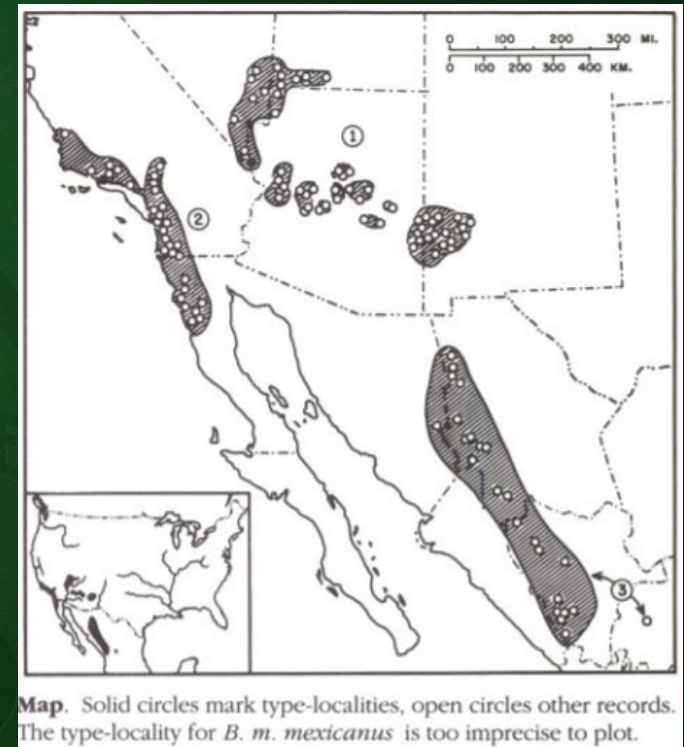 0 100 200 300 MI.
0 100 200 300 400 KM.
1
2
3
Map. Solid circles mark type-localities, open circles other records.
The type-locality for B. m. mexicanus is too imprecise to plot.